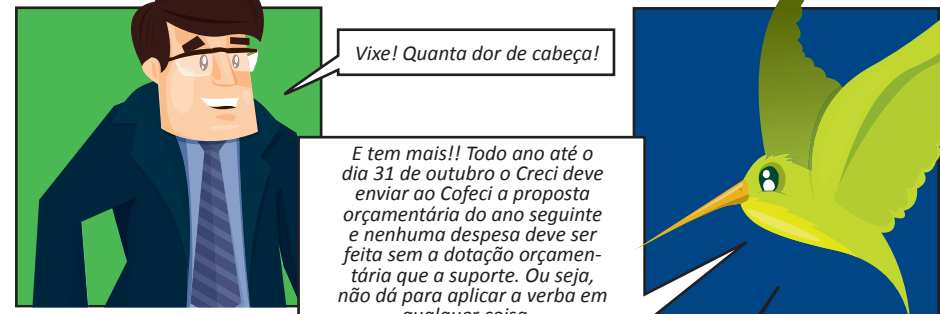 Vixe! Quanta dor de cabeça!
E tem mais!! Todo ano até o
dia 31 de outubro o Creci deve
enviar ao Cofeci a proposta
orçamentária do ano seguinte
e nenhuma despesa deve ser
feita sem a dotação orçamen-
tária que a suporte. Ou seja,
não dá para aplicar a verba em
qualquer coisa